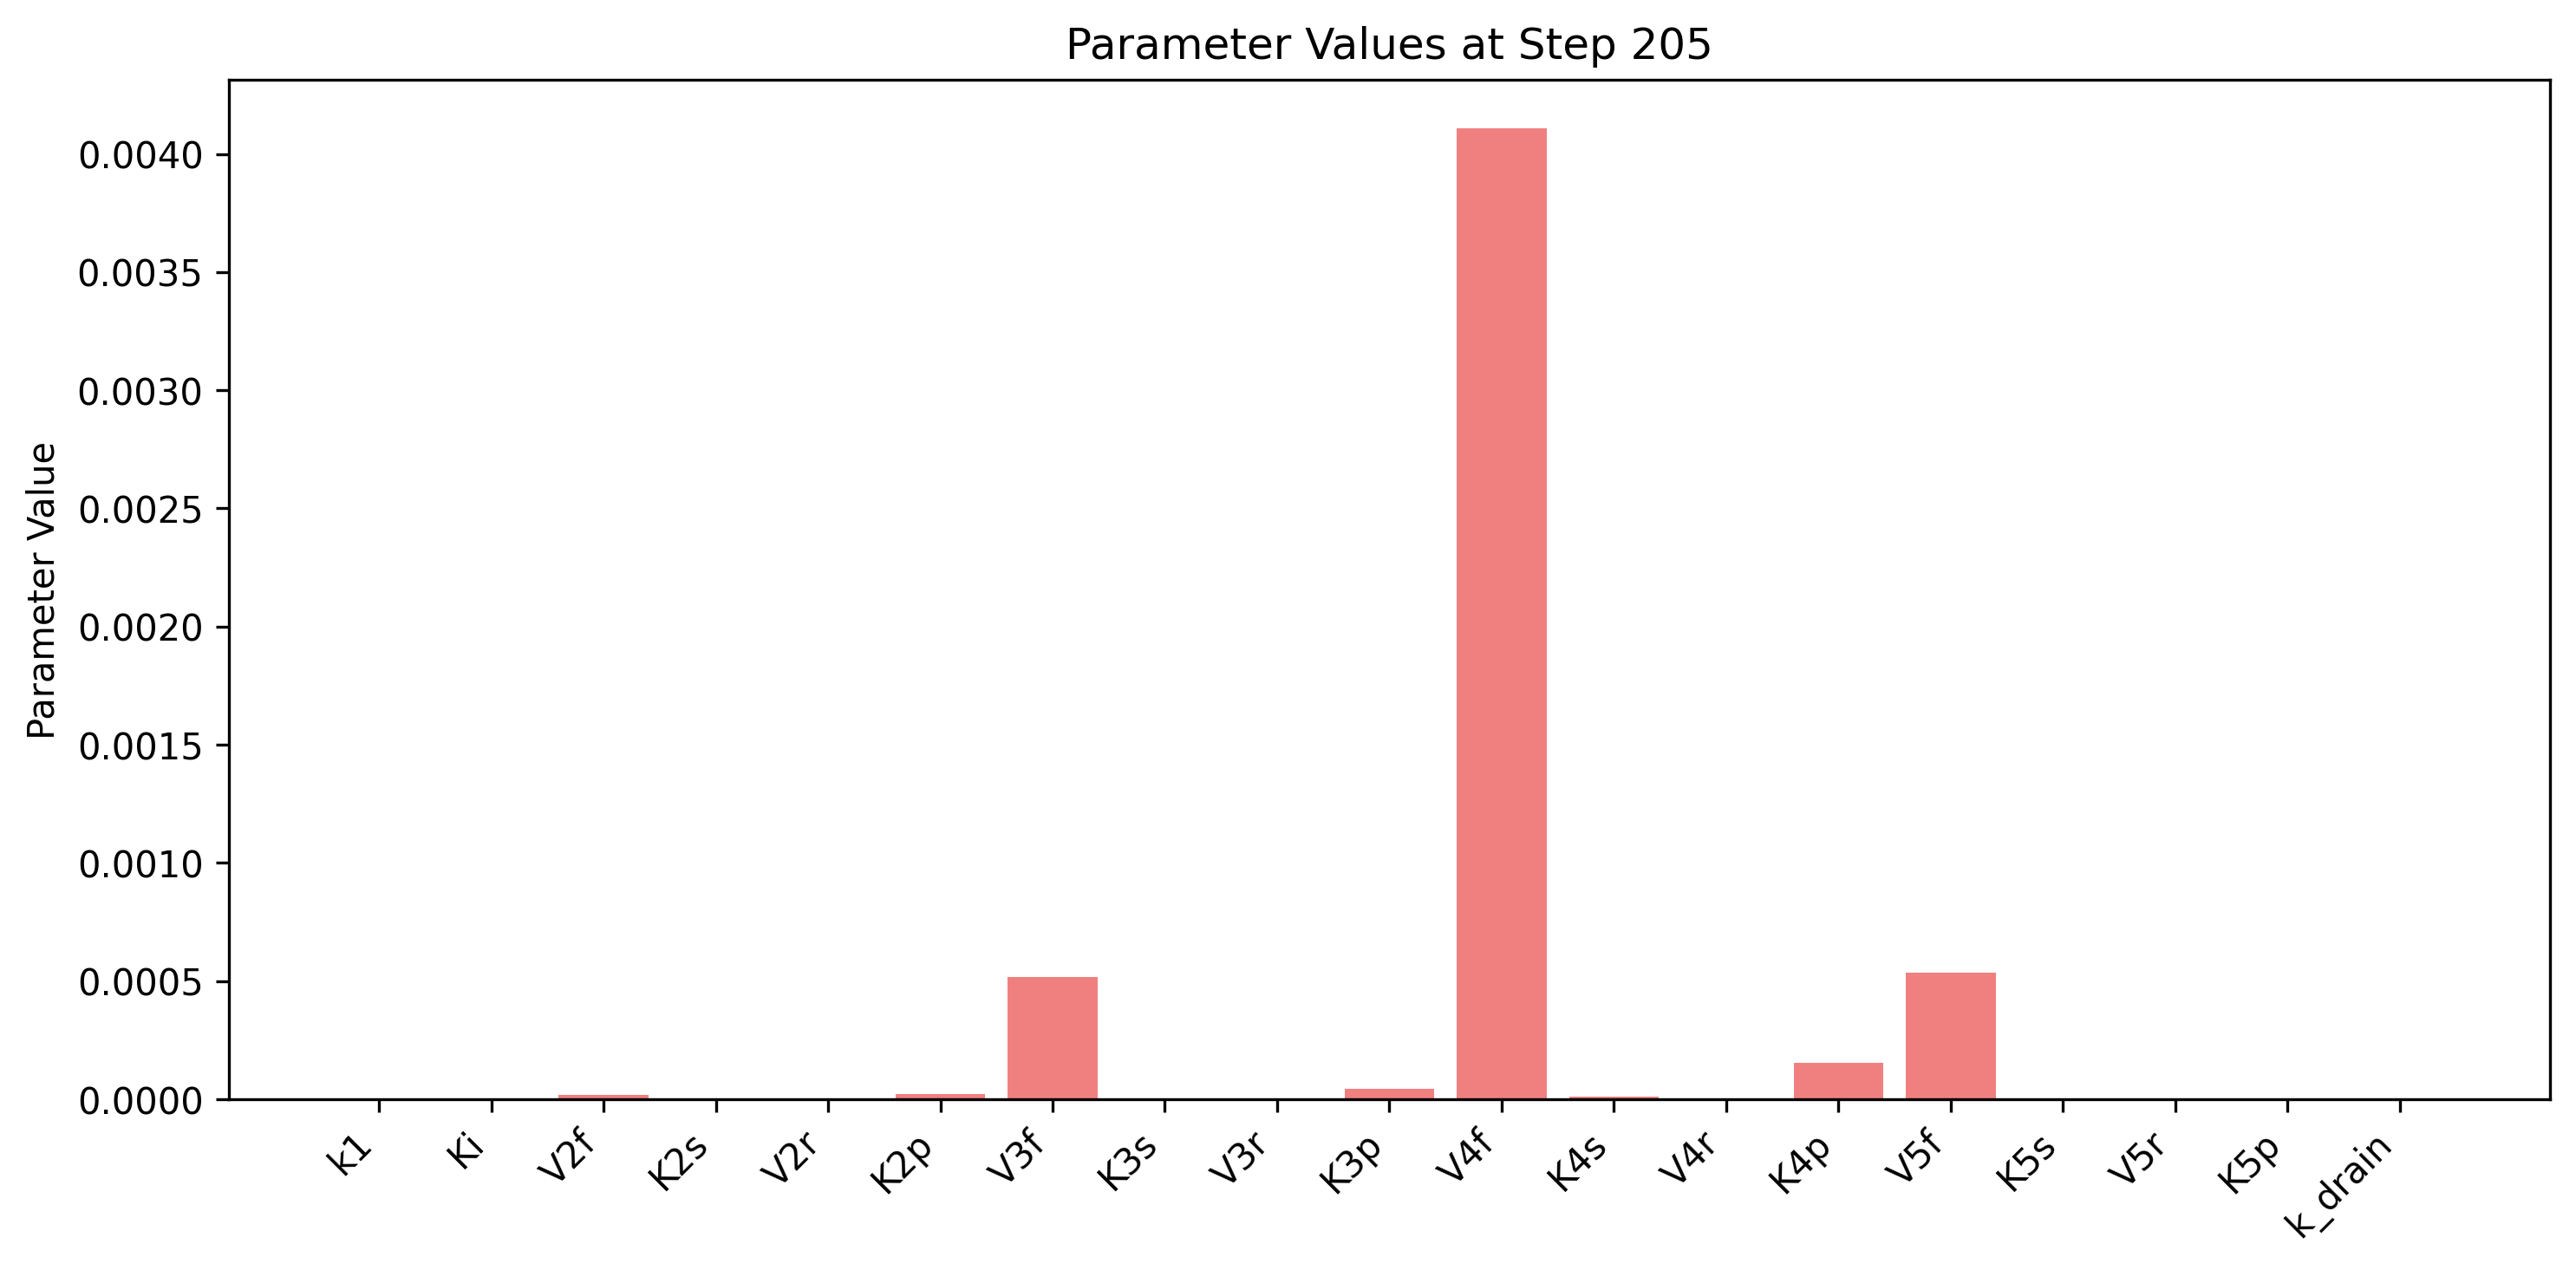 Parameter Values at Step 205
Parameter Value
0.0040
0.0035
0.0030
0.0025
0.0020
0.0015
0.0010
0.0005
0.0000
k1
Ki
V2f
K2s
V2r
K2p
V3f
K3s
V3r
K3p
V4f
K4s
V4r
K4p
V5f
K5s
V5r
K5p
k_drain